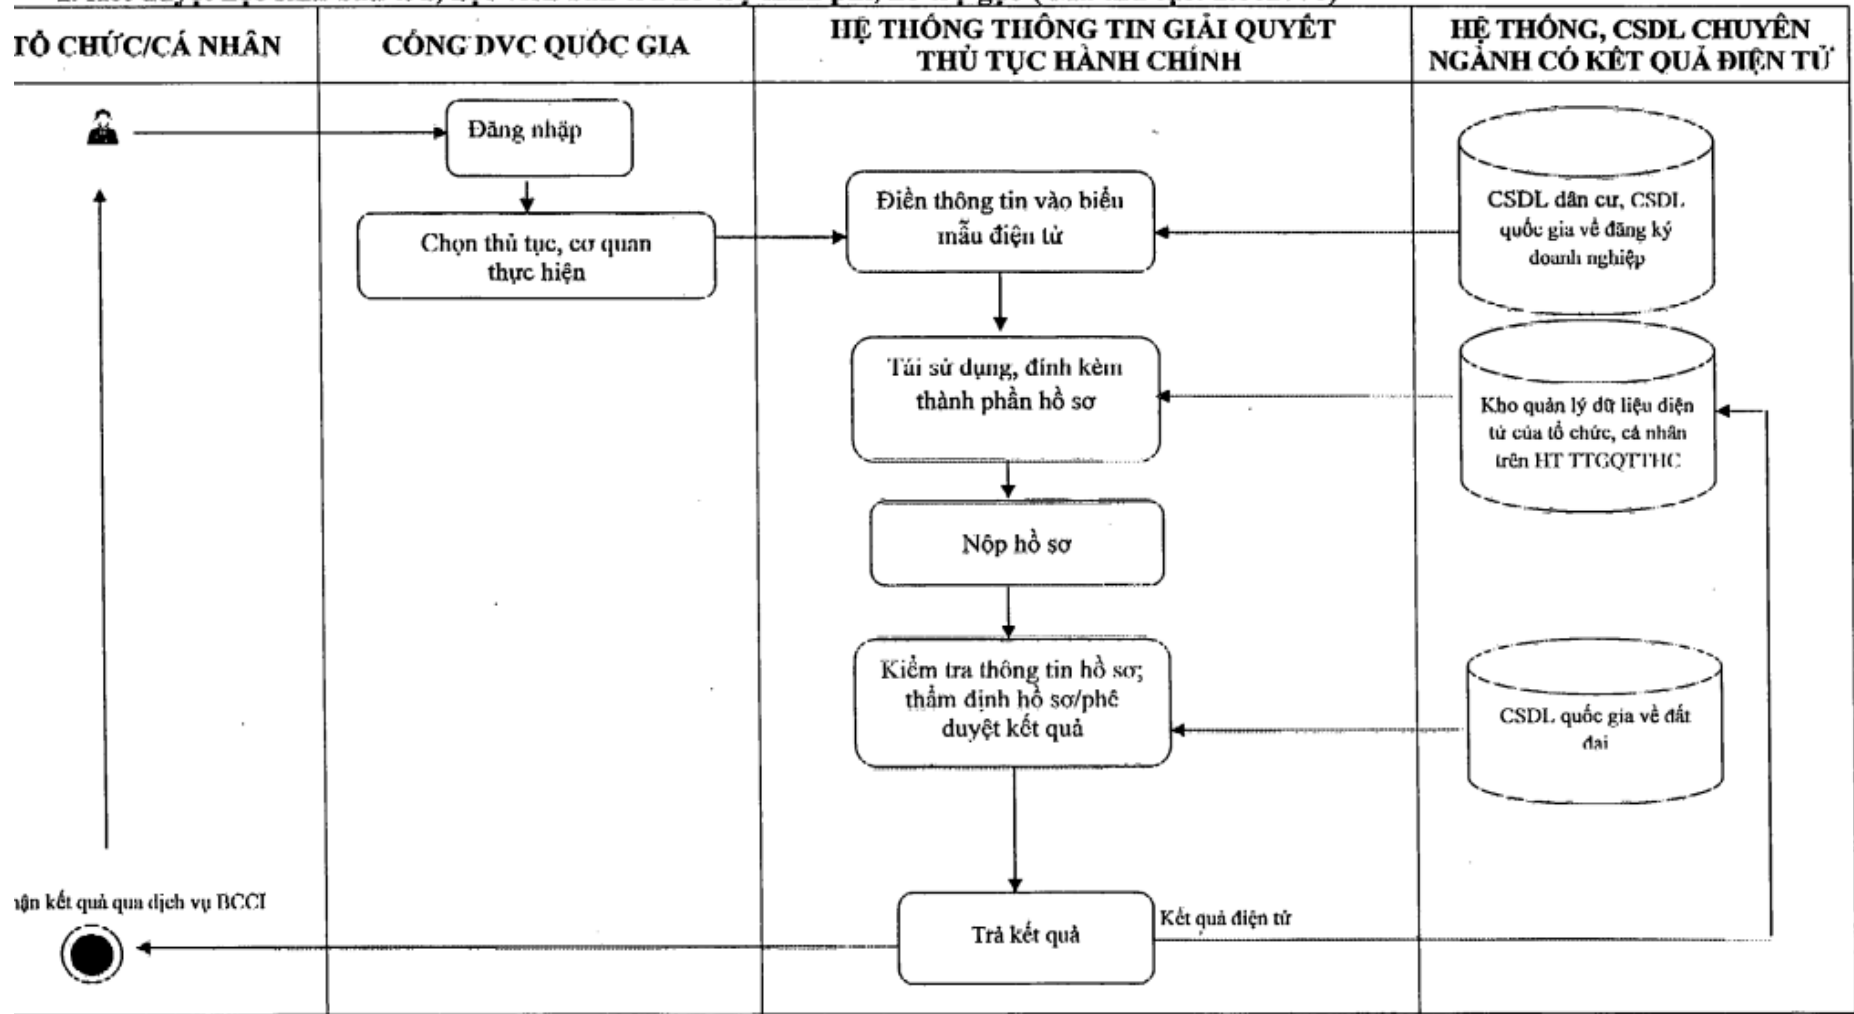 TỔ CHỨC/CÁ NHÂN
CỔNG DVC QUỐC GIA
HỆ THỐNG THÔNG TIN GIẢI QUYẾT
THỦ TỤC HÀNH CHÍNH
HỆ THỐNG, CSDL CHUYÊN
NGÀNH CÓ KẾT QUẢ ĐIỆN TỬ
Đăng nhập
Chọn thủ tục, cơ quan
thực hiện
Điền thông tin vào biểu
mẫu điện tử
CSDL dân cư, CSDL
quốc gia về đăng ký
doanh nghiệp
Tái sử dụng, đính kèm
thành phần hồ sơ
Kho quản lý dữ liệu điện
tử của tổ chức, cá nhân
trên HT TTGQTTHC
Nộp hồ sơ
Kiểm tra thông tin hồ sơ;
thẩm định hồ sơ/phê
duyệt kết quả
CSDL quốc gia về đất
đai
kết quả qua dịch vụ BCCI
Trả kết quả
Kết quả điện tử